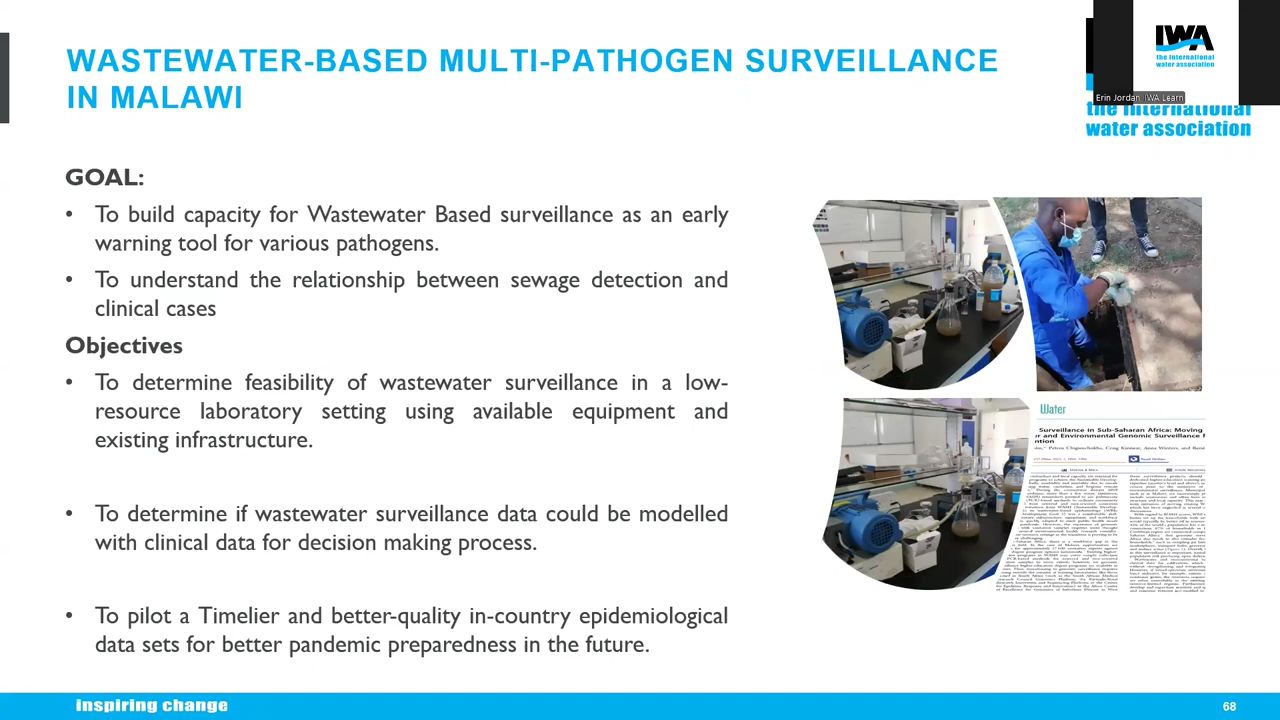 WASTEWATER-BASED MULTI-PATHOGEN SURVEILLANCE
IN MALAWI
IWA
the international
water association
Erin Jordan, IWA Learn
the international
water association
GOAL:
• To build capacity for Wastewater Based surveillance as an early
warning tool for various pathogens.
• To understand the relationship between sewage detection and
clinical cases
Objectives
• To determine feasibility of wastewater surveillance in a low-
resource laboratory setting using available equipment and
existing infrastructure.
• To determine if wastewater surveillance data could be modelled
with clinical data for decision making process.
• To pilot a Timelier and better-quality in-country epidemiological
data sets for better pandemic preparedness in the future.
Water
Surveillance in Sub-Saharan Africa: Moving
r and Environmental Genomic Surveillance f
ntion
inspiring change
68